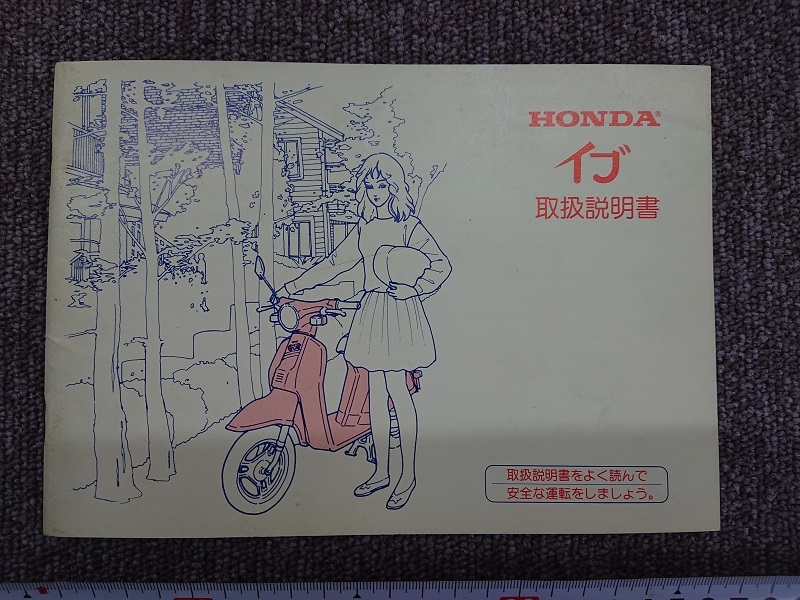 HONDA
イブ
取扱説明書
取扱説明書をよく読んで
安全な運転をしましょう。